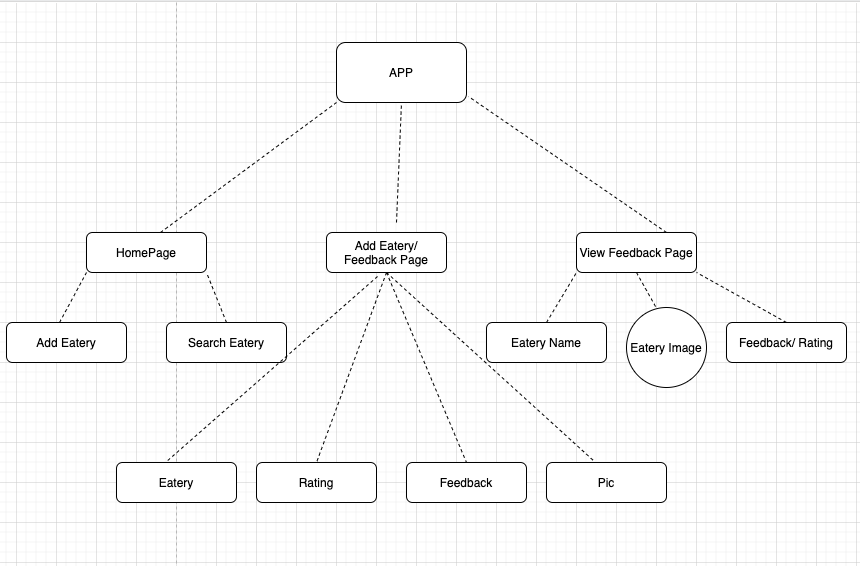 APP
HomePage
Add Eatery/
Feedback Page
View Feedback Page
Add Eatery
Search Eatery
Eatery Name
Eatery Image
Feedback/ Rating
Eatery
Rating
Feedback
Pic